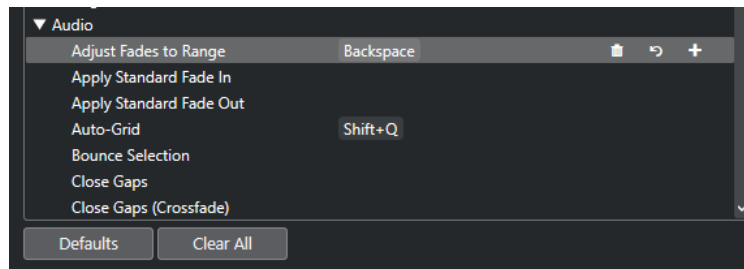 Audio
Adjust Fades to Range Backspace
Apply Standard Fade In
Apply Standard Fade Out
Auto-Grid Shift+Q
Bounce Selection
Close Gaps
Close Gaps (Crossfade)
Defaults Clear All